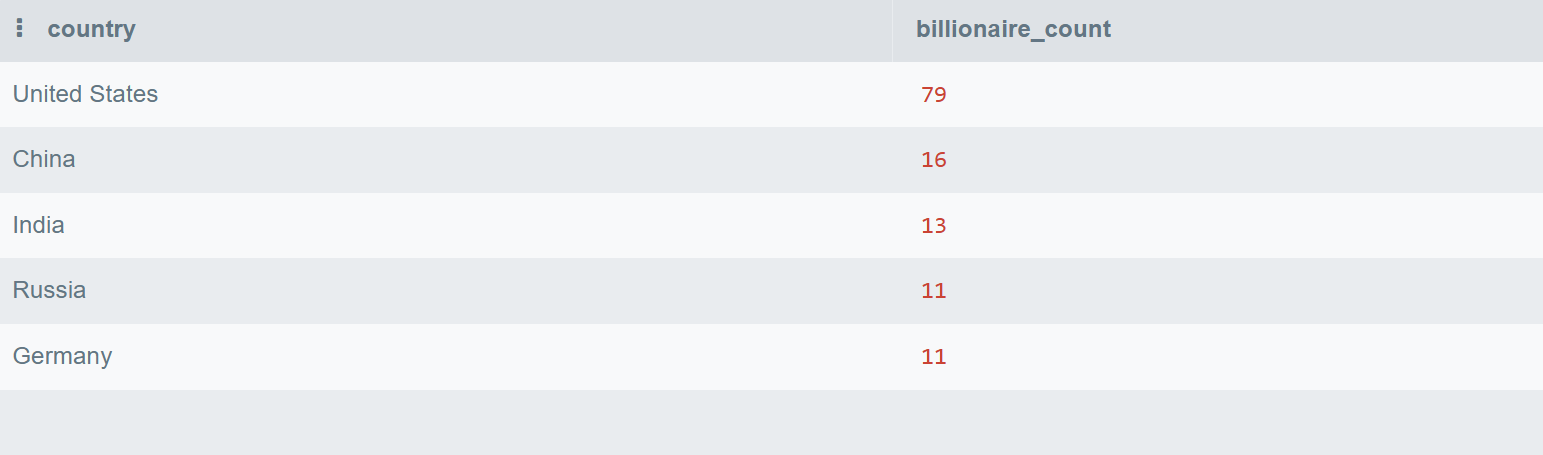 country billionaire_count
United States 79
China 16
India 13
Russia 11
Germany 11